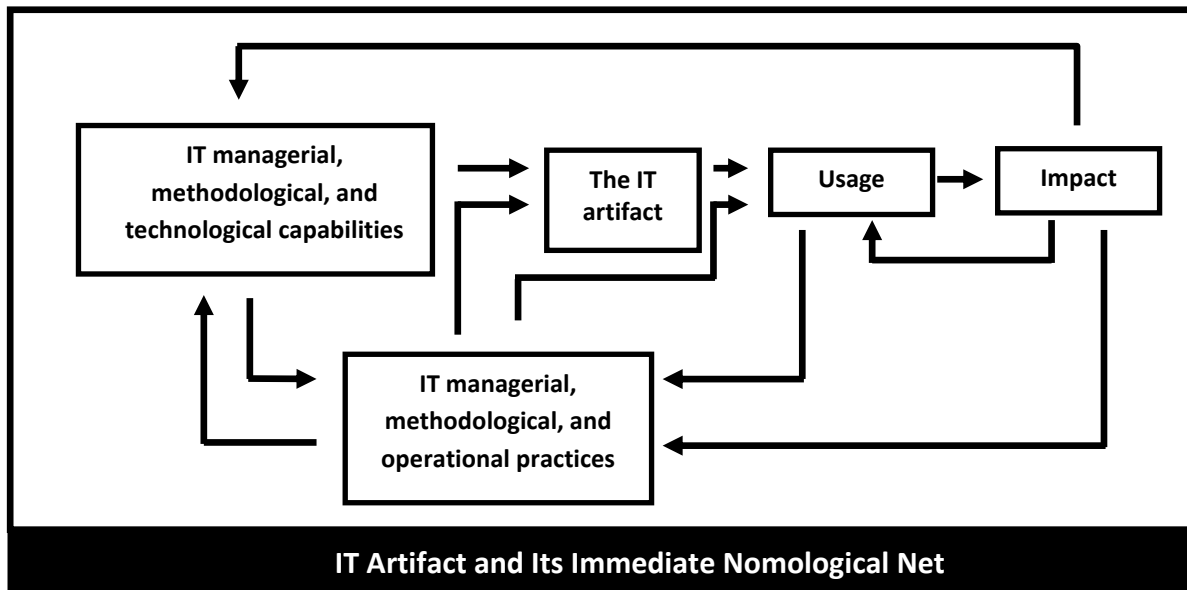 IT managerial,
methodological, and
technological capabilities
The IT
artifact
Usage
Impact
IT managerial,
methodological, and
operational practices
IT Artifact and Its Immediate Nomological Net